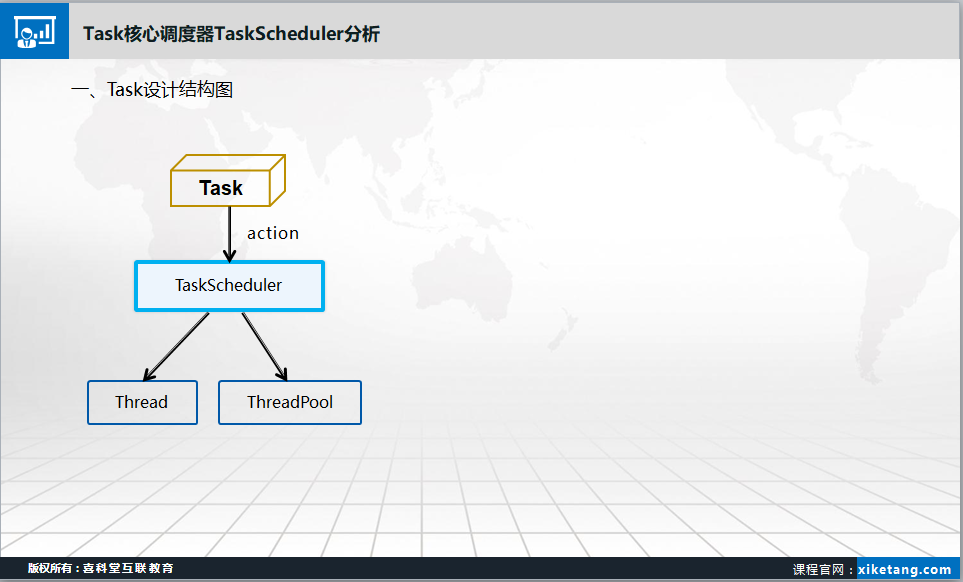 Task核心调度器TaskScheduler分析
一、Task设计结构图
Task
action
TaskScheduler
Thread
ThreadPool
版权所有：喜科堂互联教育
课程官网：xiketang.com